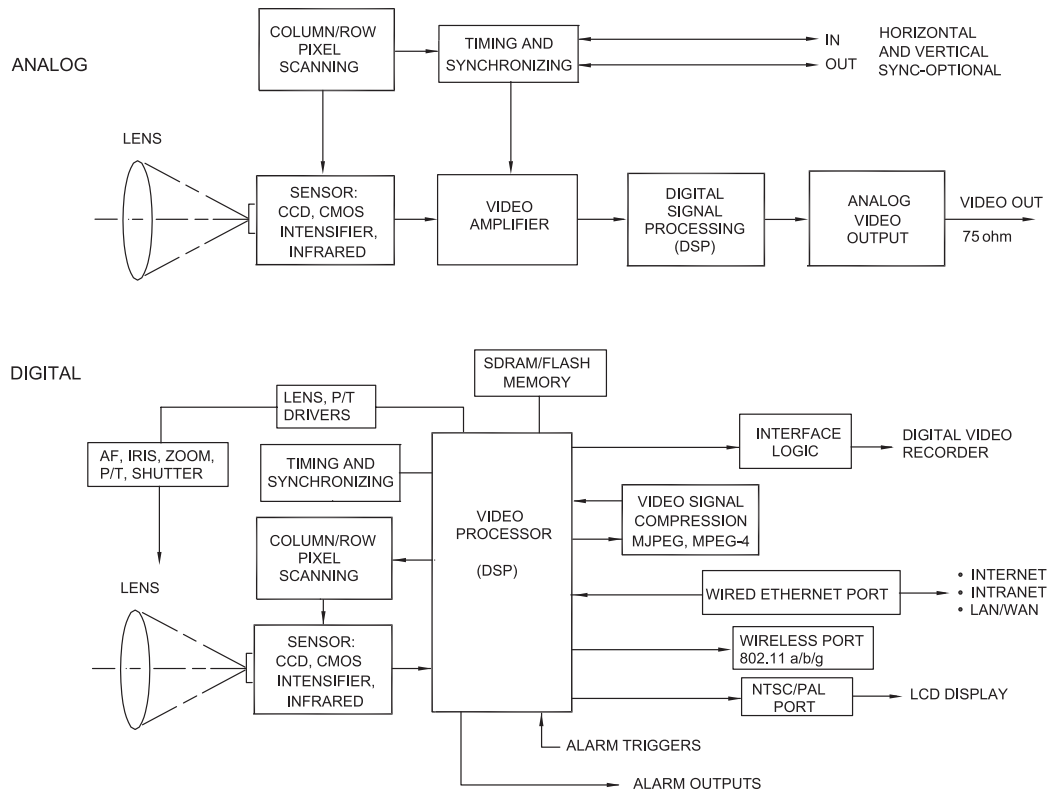 ANALOG
COLUMN/ROW
PIXEL
SCANNING
TIMING AND
SYNCHRONIZING
IN
OUT
HORIZONTAL
AND VERTICAL
SYNC-OPTIONAL
LENS
SENSOR:
CCD, CMOS
INTENSIFIER,
INFRARED
VIDEO
AMPLIFIER
DIGITAL
SIGNAL
PROCESSING
(DSP)
ANALOG
VIDEO
OUTPUT
VIDEO OUT
75 ohm
DIGITAL
SDRAM/FLASH
MEMORY
LENS, P/T
DRIVERS
AF, IRIS, ZOOM,
P/T, SHUTTER
TIMING AND
SYNCHRONIZING
COLUMN/ROW
PIXEL
SCANNING
LENS
SENSOR:
CCD, CMOS
INTENSIFIER,
INFRARED
VIDEO
PROCESSOR
(DSP)
INTERFACE
LOGIC
DIGITAL VIDEO
RECORDER
VIDEO SIGNAL
COMPRESSION
MJPEG, MPEG-4
WIRED ETHERNET PORT
• INTERNET
• INTRANET
• LAN/WAN
WIRELESS PORT
802.11 a/b/g
NTSC/PAL
PORT
LCD DISPLAY
ALARM TRIGGERS
ALARM OUTPUTS